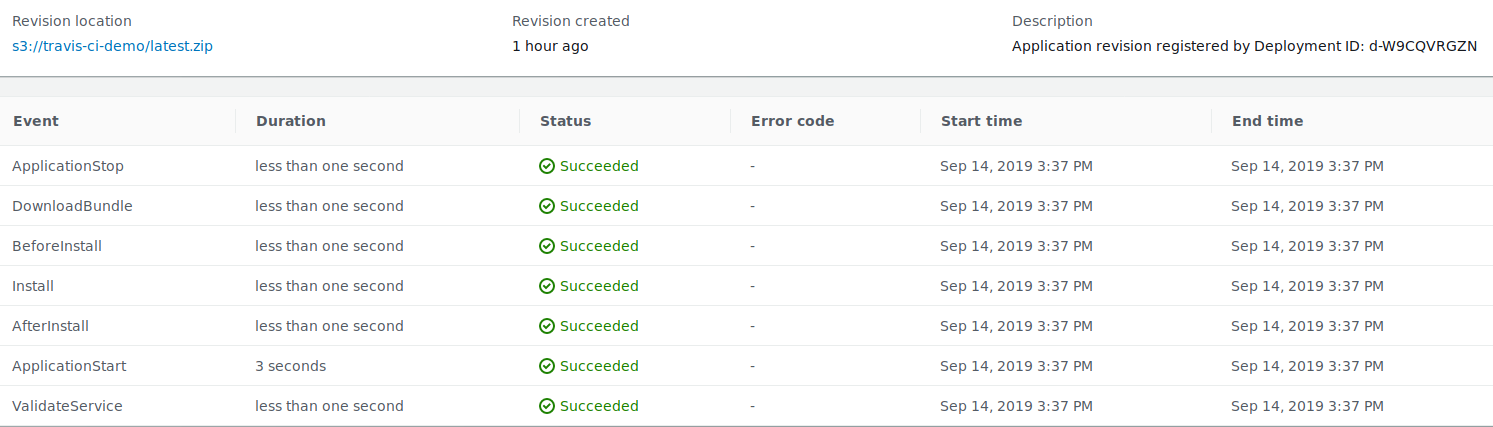 Revision location Revision created Description
s3://travis-ci-demo/latest.zip 1 hour ago Application revision registered by Deployment ID: d-W9CQVRGZN
Event Duration Status Error code Start time End time
ApplicationStop less than one second Succeeded - Sep 14, 2019 3:37 PM Sep 14, 2019 3:37 PM
DownloadBundle less than one second Succeeded - Sep 14, 2019 3:37 PM Sep 14, 2019 3:37 PM
BeforeInstall less than one second Succeeded - Sep 14, 2019 3:37 PM Sep 14, 2019 3:37 PM
Install less than one second Succeeded - Sep 14, 2019 3:37 PM Sep 14, 2019 3:37 PM
AfterInstall less than one second Succeeded - Sep 14, 2019 3:37 PM Sep 14, 2019 3:37 PM
ApplicationStart 3 seconds Succeeded - Sep 14, 2019 3:37 PM Sep 14, 2019 3:37 PM
ValidateService less than one second Succeeded - Sep 14, 2019 3:37 PM Sep 14, 2019 3:37 PM